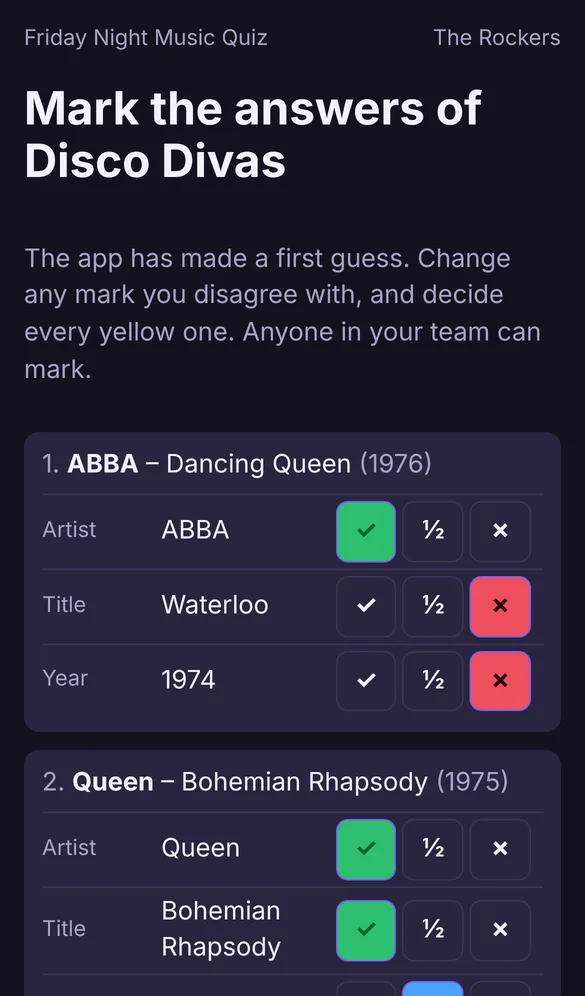 Friday Night Music Quiz The Rockers
Mark the answers of
Disco Divas
The app has made a first guess. Change
any mark you disagree with, and decide
every yellow one. Anyone in your team can
mark.
1. ABBA – Dancing Queen (1976)
Artist ABBA ✓ ½ ×
Title Waterloo ✓ ½ ×
Year 1974 ✓ ½ ×
2. Queen – Bohemian Rhapsody (1975)
Artist Queen ✓ ½ ×
Title Bohemian Rhapsody ✓ ½ ×